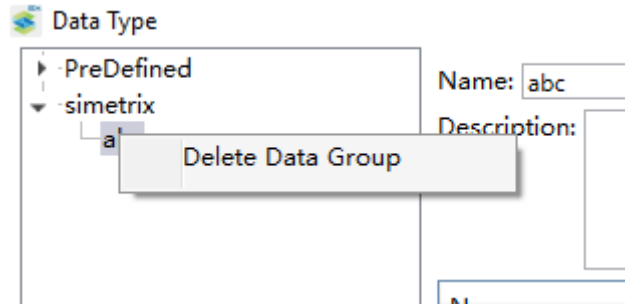 Data Type
PreDefined
simetrix
Name: abc
Description:
Delete Data Group